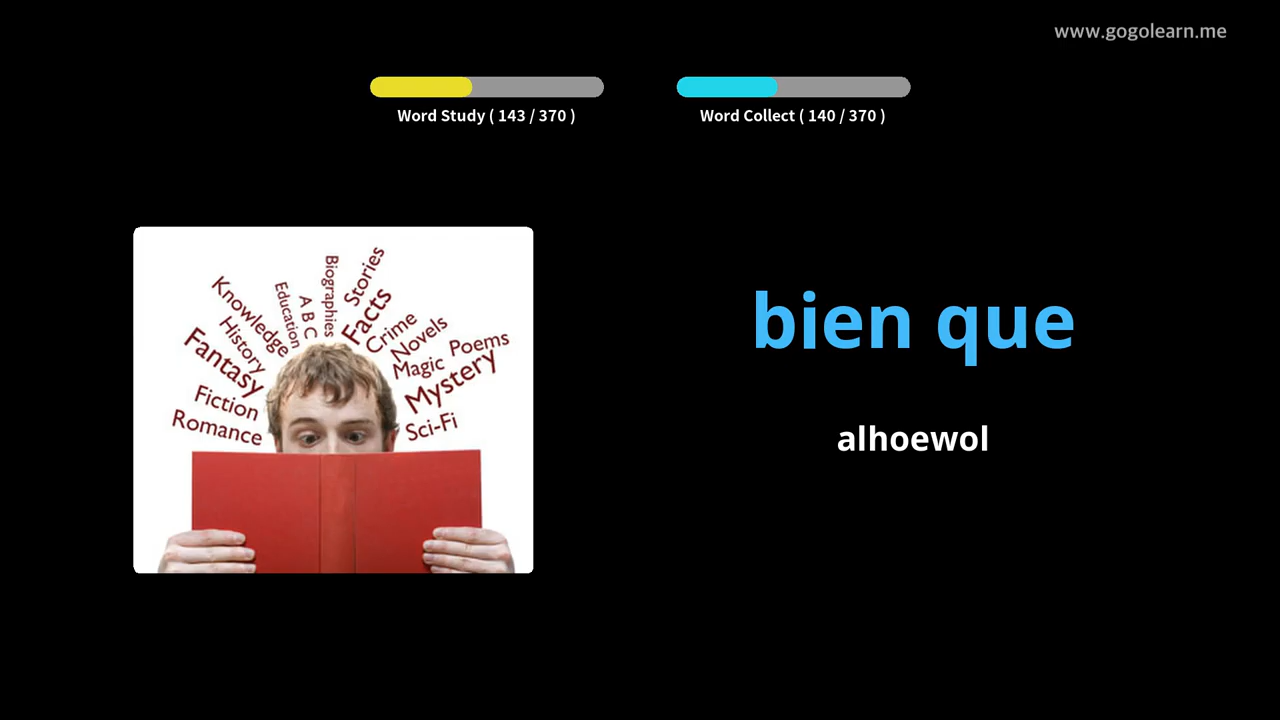 www.gogolearn.me
Word Study ( 143 / 370 )
Word Collect ( 140 / 370 )
Knowledge
History
Fantasy
Fiction
Romance
Education
A B C
Biographies
Stories
Facts
Crime
Novels
Magic
Poems
Mystery
Sci-Fi
bien que
alhoewol